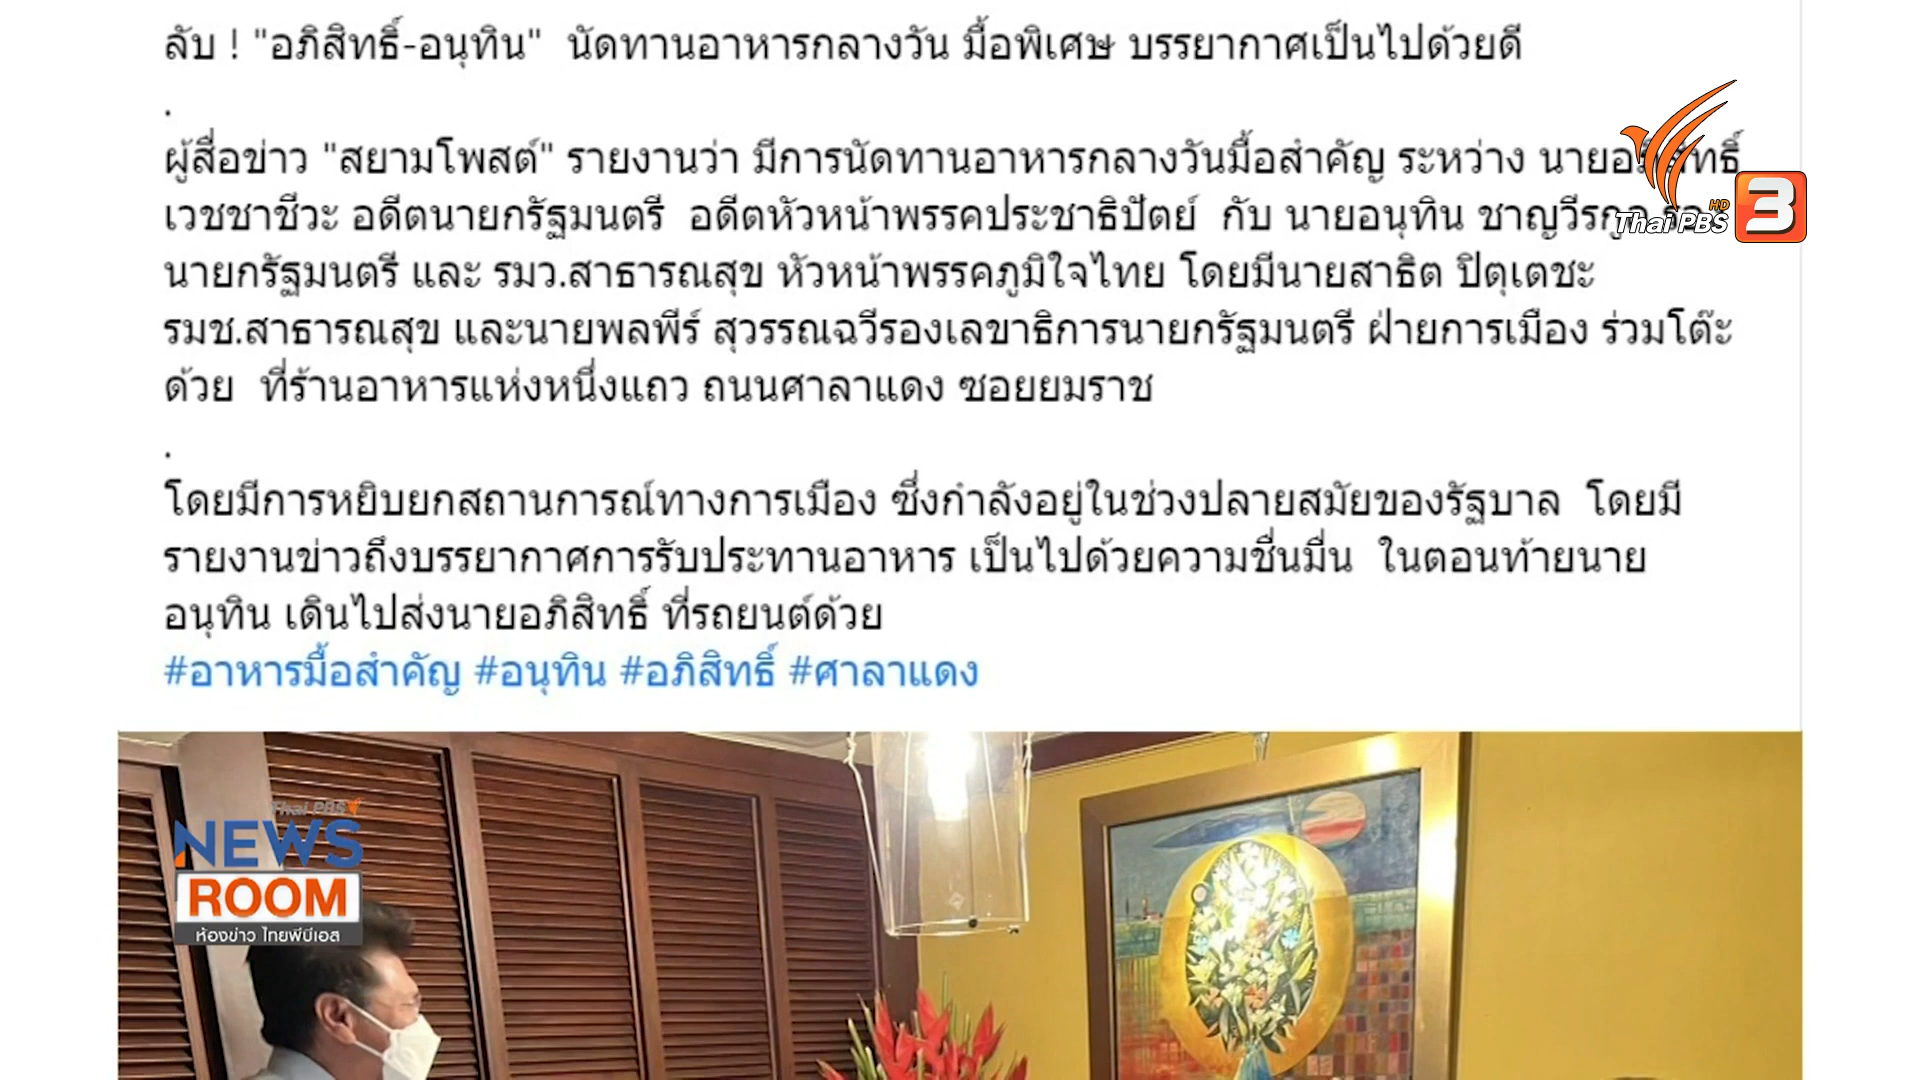 ลับ ! "อภิสิทธิ์-อนุทิน"  นัดทานอาหารกลางวัน มื้อพิเศษ บรรยากาศเป็นไปด้วยดี
.
ผู้สื่อข่าว "สยามโพสต์" รายงานว่า มีการนัดทานอาหารกลางวันมื้อสำคัญ ระหว่าง
เวชชาชีวะ อดีตนายกรัฐมนตรี  อดีตหัวหน้าพรรคประชาธิปัตย์  กับ นายอนุทิน
นายกรัฐมนตรี และ รมว.สาธารณสุข หัวหน้าพรรคภูมิใจไทย โดยมีนายสาธิต ปิตุเตชะ
รมช.สาธารณสุข และนายพลพีร์ สุวรรณฉวีรองเลขาธิการนายกรัฐมนตรี ฝ่ายการเมือง ร่วมโต๊ะ
ด้วย  ที่ร้านอาหารแห่งหนึ่งแถว ถนนศาลาแดง ซอยยมราช
.
โดยมีการหยิบยกสถานการณ์ทางการเมือง ซึ่งกำลังอยู่ในช่วงปลายสมัยของรัฐบาล  โดยมี
รายงานข่าวถึงบรรยากาศการรับประทานอาหาร เป็นไปด้วยความชื่นมื่น  ในตอนท้ายนาย
อนุทิน เดินไปส่งนายอภิสิทธิ์ ที่รถยนต์ด้วย
#อาหารมื้อสำคัญ #อนุทิน #อภิสิทธิ์ #ศาลาแดง
Thai PBS HD 3
Thai PBS
NEWS
ROOM
ห้องข่าว ไทยพีบีเอส